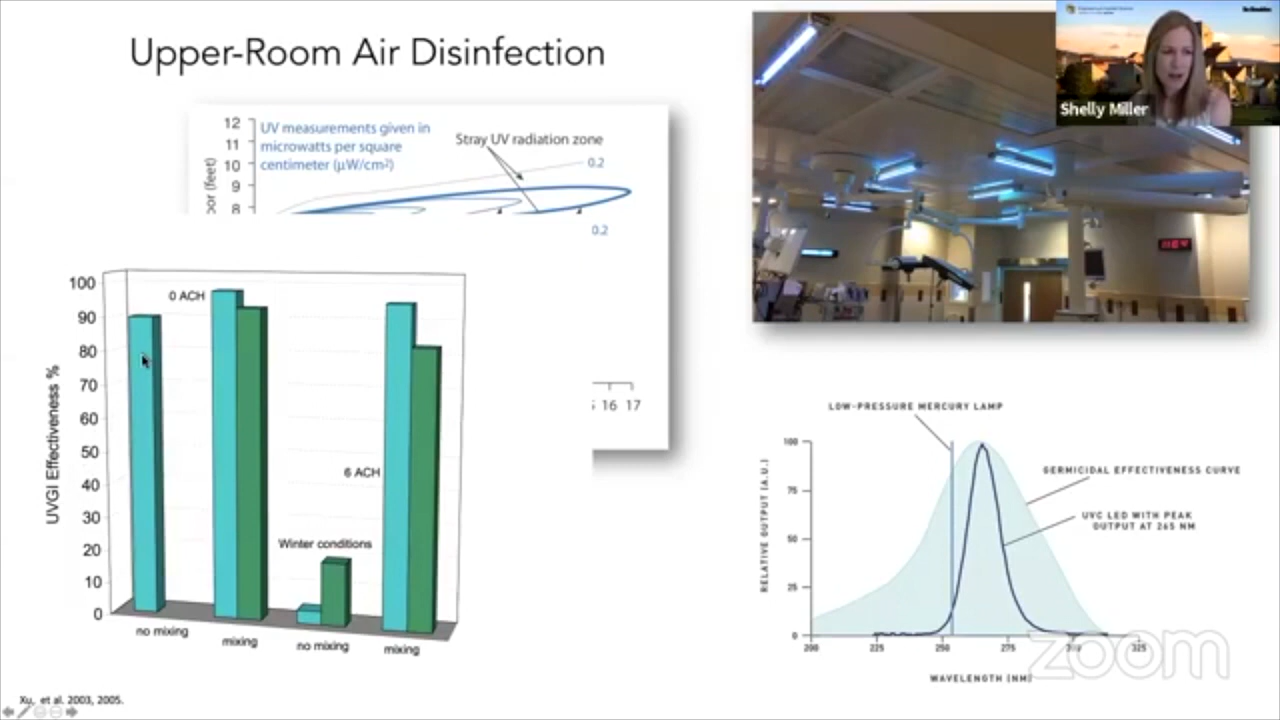 Upper-Room Air Disinfection
12
11
10
9
8
UV measurements given in
microwatts per square
centimeter (µW/cm²)
Stray UV radiation zone
0.2
0.2
oor (feet)
16 17
100
90
80
70
60
50
40
30
20
10
0
UVGI Effectiveness %
0 ACH
6 ACH
Winter conditions
no mixing
mixing
no mixing
mixing
Xu, et al. 2003, 2005.
Shelly Miller
LOW-PRESSURE MERCURY LAMP
GERMICIDAL EFFECTIVENESS CURVE
UVC LED WITH PEAK
OUTPUT AT 265 NM
RELATIVE OUTPUT (A.U.)
100
75
50
25
0
200 225 250 275 300 325
WAVELENGTH (NM)
zoom